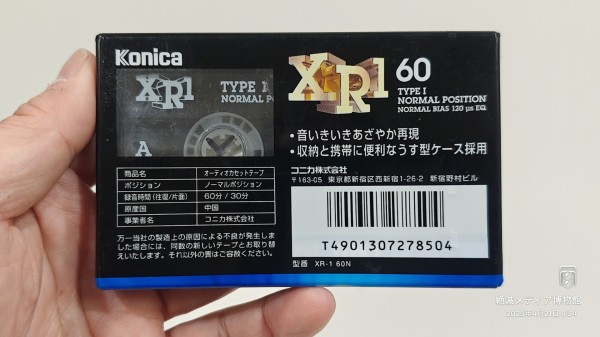 Konica
XR1
TYPE I
NORMAL PO
A
XR1 60
TYPE I
NORMAL POSITION
NORMAL BIAS 120 μs EQ
・音いきいきあざやか再現
・収納と携帯に便利なうす型ケース採用
コニカ株式会社
〒163-05 東京都新宿区西新宿1-26-2 新宿野村ビル
商品名 オーディオカセットテープ
ポジション ノーマルポジション
録音時間(往復/片面) 60分/30分
原産国 中国
事業者名 コニカ株式会社
万一当社の製造上の原因による不良が発生しま
した場合には、同数の新しいテープとお取り替
えいたします。それ以外の責はご容赦ください。
T4901307278504
型番 XR-1 60N
絶滅メディア博物館